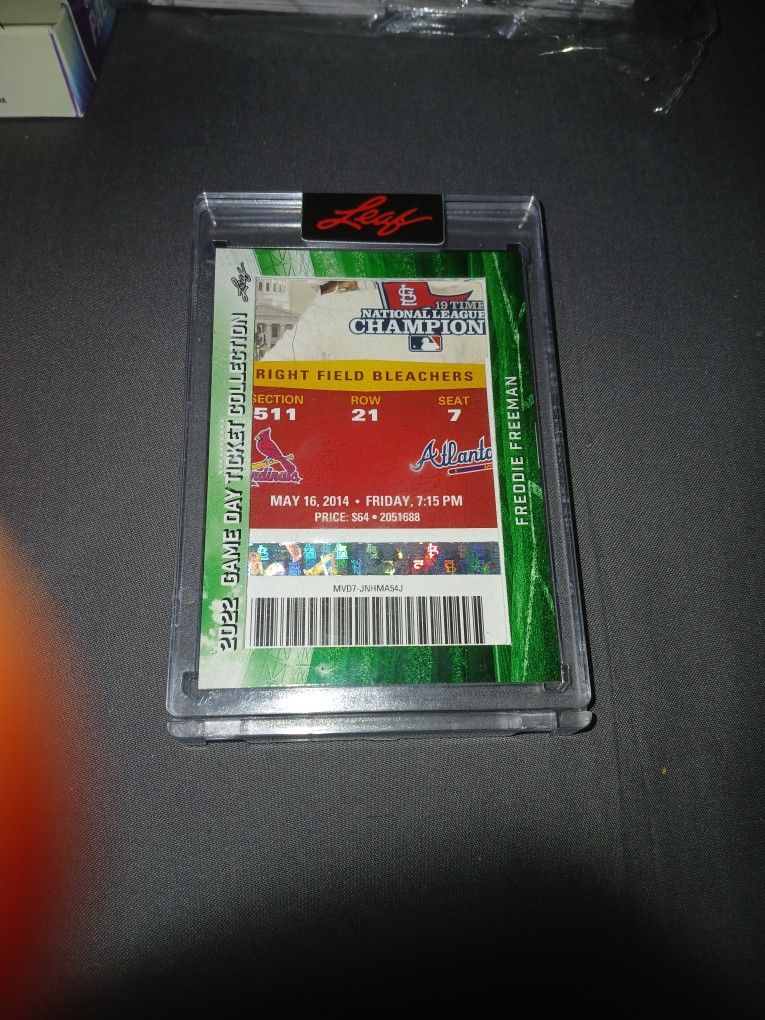 Leaf
Leaf
2022 GAME DAY TICKET COLLECTION
19 TIME
NATIONAL LEAGUE
CHAMPION
RIGHT FIELD BLEACHERS
SECTION ROW SEAT
511 21 7
Cardinals Atlanta
MAY 16, 2014 • FRIDAY, 7:15 PM
PRICE: $64 • 2051688
MVD7-JNHMA54J
FREDDIE FREEMAN